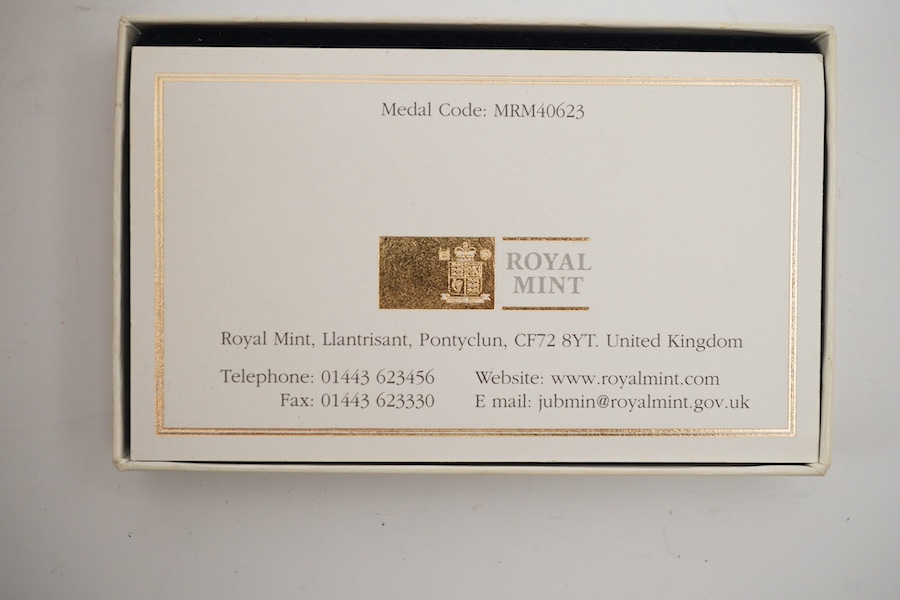 Medal Code: MRM40623
ROYAL
MINT
Royal Mint, Llantrisant, Pontyclun, CF72 8YT. United Kingdom
Telephone: 01443 623456 Website: www.royalmint.com
Fax: 01443 623330 E mail: jubmin@royalmint.gov.uk